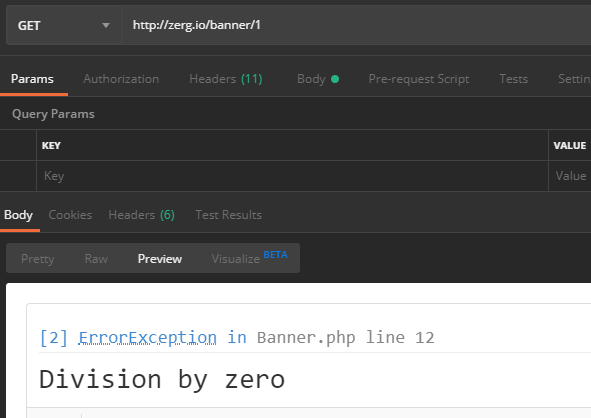 GET http://zerg.io/banner/1
Params Authorization Headers (11) Body Pre-request Script Tests Settin
Query Params
KEY VALUE
Key Value
Body Cookies Headers (6) Test Results
Pretty Raw Preview Visualize BETA
[2] ErrorException in Banner.php line 12
Division by zero